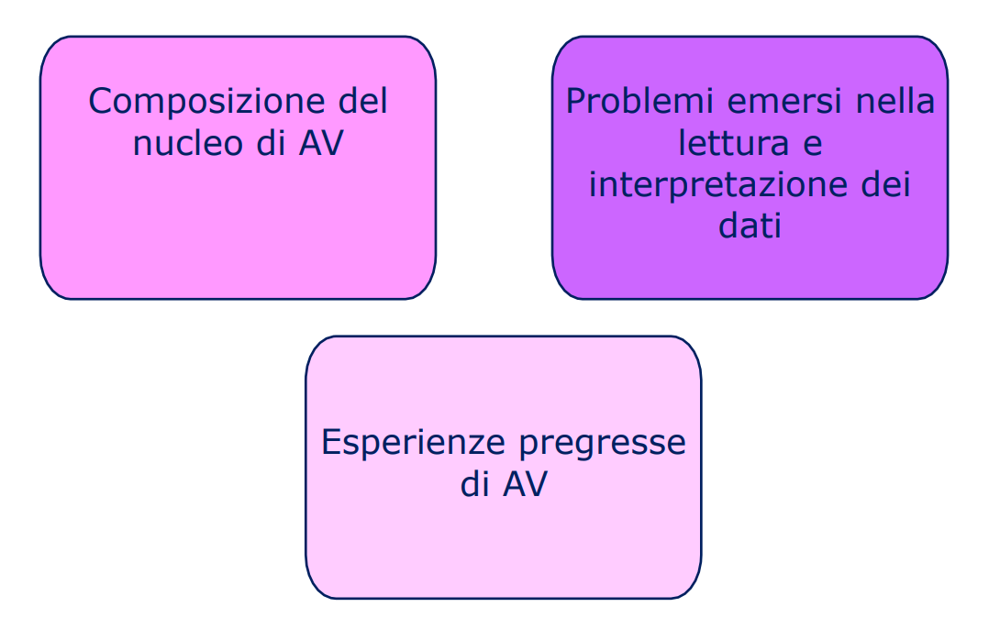 Composizione del
nucleo di AV
Problemi emersi nella
lettura e
interpretazione dei
dati
Esperienze pregresse
di AV